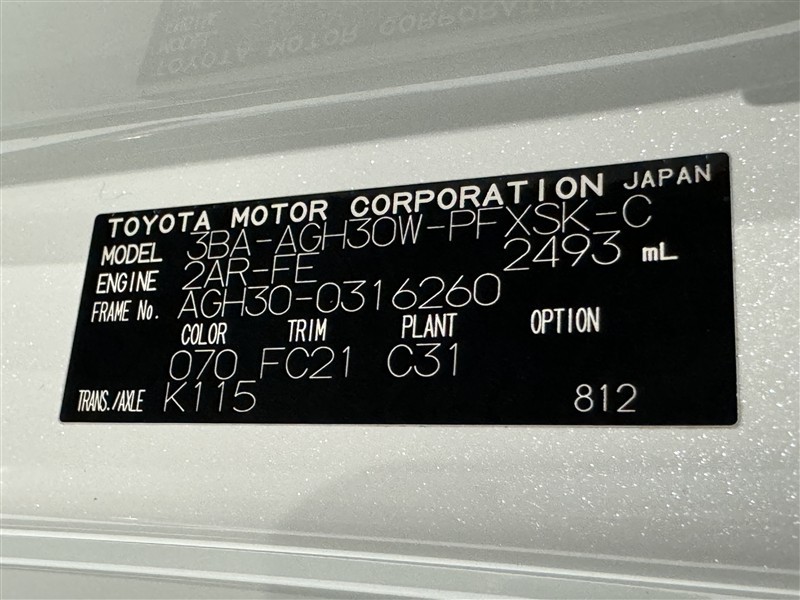 TOYOTA MOTOR CORPORATION JAPAN
MODEL 3BA-AGH30W-PFXSK-C
ENGINE 2AR-FE 2493 mL
FRAME No. AGH30-0316260
COLOR TRIM PLANT OPTION
070 FC21 C31
TRANS./AXLE K115 812